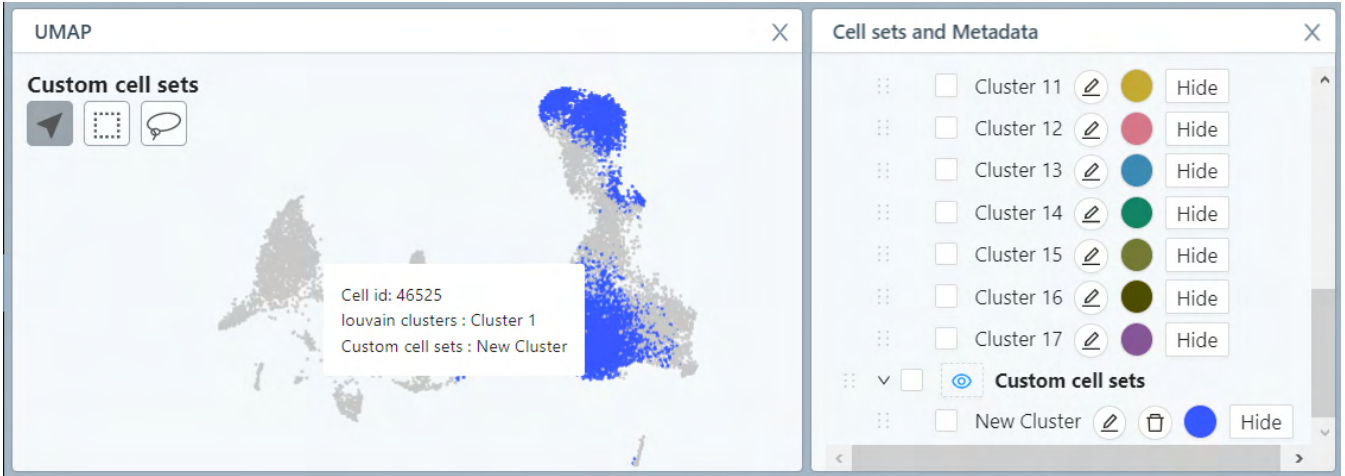 UMAP
Custom cell sets
Cell id: 46525
louvain clusters : Cluster 1
Custom cell sets : New Cluster
Cell sets and Metadata
Cluster 11 Hide
Cluster 12 Hide
Cluster 13 Hide
Cluster 14 Hide
Cluster 15 Hide
Cluster 16 Hide
Cluster 17 Hide
Custom cell sets
New Cluster Hide